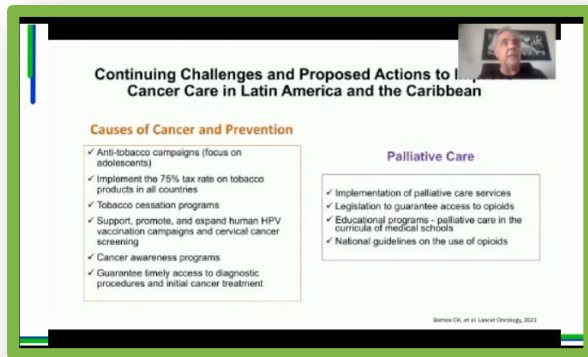 Continuing Challenges and Proposed Actions to
Cancer Care in Latin America and the Caribbean
Causes of Cancer and Prevention
✓ Anti-tobacco campaigns (focus on
adolescents)
✓ Implement the 75% tax rate on tobacco
products in all countries
✓ Tobacco cessation programs
✓ Support, promote, and expand human HPV
vaccination campaigns and cervical cancer
screening
✓ Cancer awareness programs
✓ Guarantee timely access to diagnostic
procedures and initial cancer treatment
Palliative Care
✓ Implementation of palliative care services
✓ Legislation to guarantee access to opioids
✓ Educational programs - palliative care in the
curricula of medical schools
✓ National guidelines on the use of opioids
Barrios CH, et al. Lancet Oncology, 2021